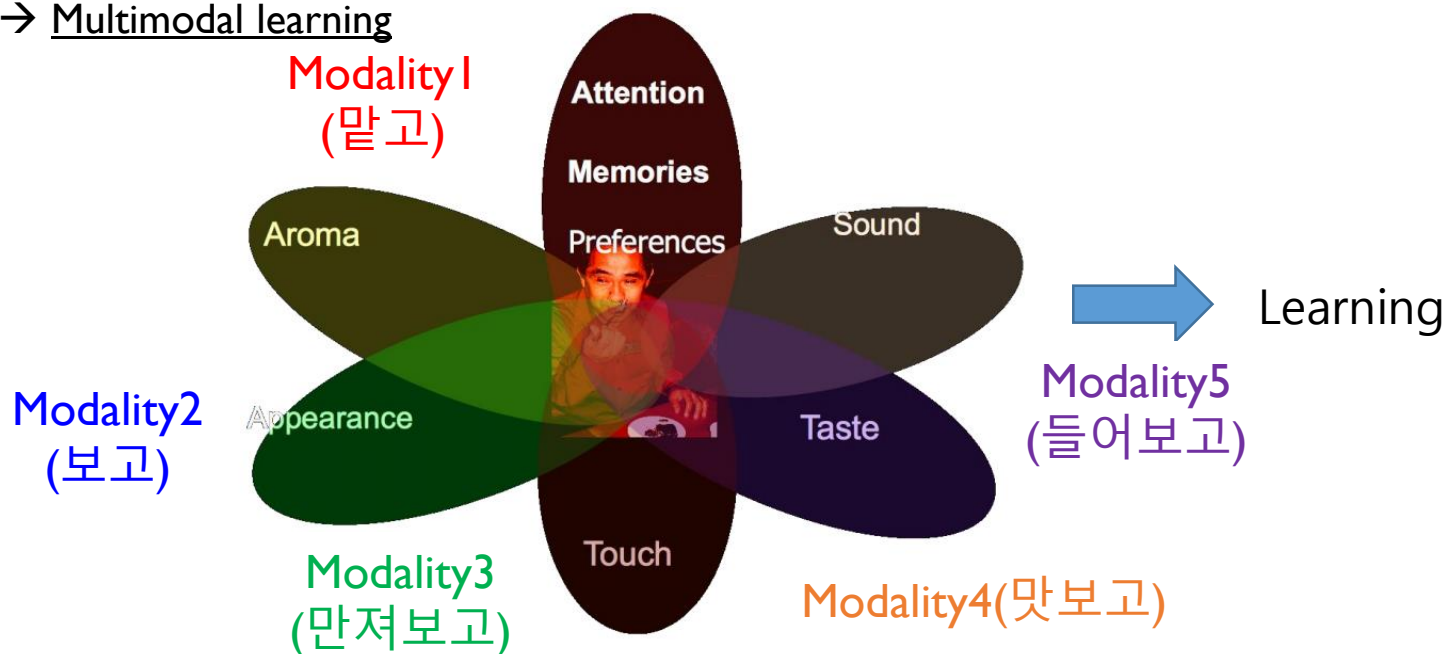 → Multimodal learning
Modality1
(맡고)
Attention
Memories
Preferences
Aroma
Sound
Learning
Modality2
(보고)
Appearance
Taste
Modality5
(들어보고)
Touch
Modality3
(만져보고)
Modality4(맛보고)